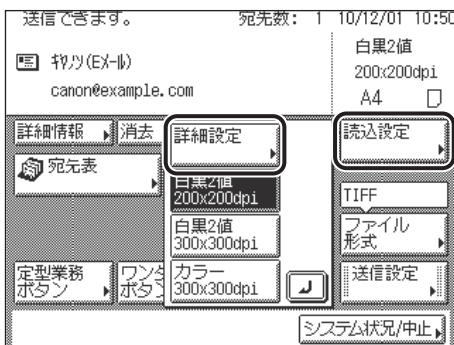 送信できます。 宛先数: 1 10/12/01 10:50
キヤノン(Eメール)
canon@example.com
白黒2値
200x200dpi
A4
詳細情報
消去
詳細設定
読込設定
宛先表
白黒2値
200x200dpi
TIFF
白黒2値
300x300dpi
ファイル
形式
定型業務
ボタン
ワンタ
ボタン
カラー
300x300dpi
送信設定
システム状況/中止